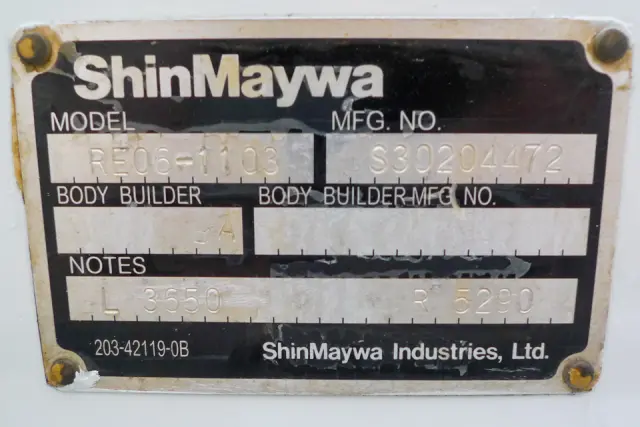 ShinMaywa
MODEL MFG. NO.
RE06-1103 S30204472
BODY BUILDER BODY BUILDER-MFG NO.
NOTES
L 3650 R 5290
203-42119-0B ShinMaywa Industries, Ltd.